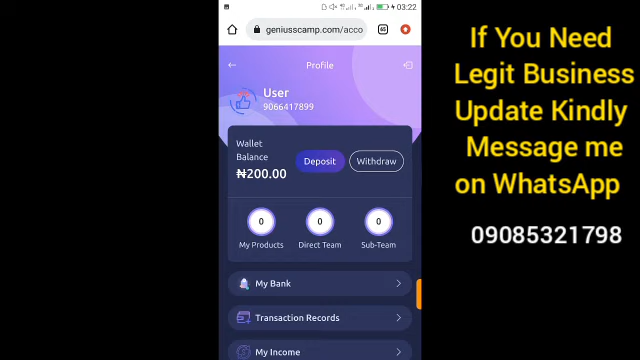 03:22
geniusscamp.com/acco
65
Profile
User
9066417899
Wallet
Balance
₦200.00
Deposit
Withdraw
0
0
0
My Products
Direct Team
Sub-Team
My Bank
Transaction Records
My Income
If You Need
Legit Business
Update Kindly
Message me
on WhatsApp
09085321798